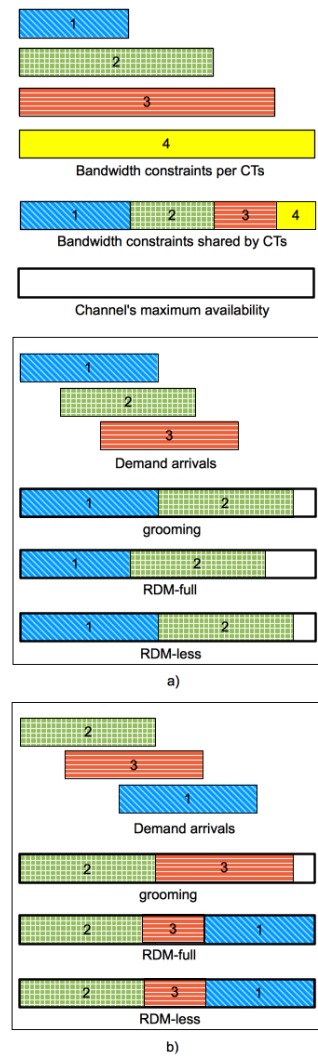 1
2
3
4
Bandwidth constraints per CTs
1 2 3 4
Bandwidth constraints shared by CTs
Channel's maximum availability
1
2
3
Demand arrivals
1 2
grooming
1 2
RDM-full
1 2
RDM-less
a)
2
3
1
Demand arrivals
2 3
grooming
2 3 1
RDM-full
2 3 1
RDM-less
b)